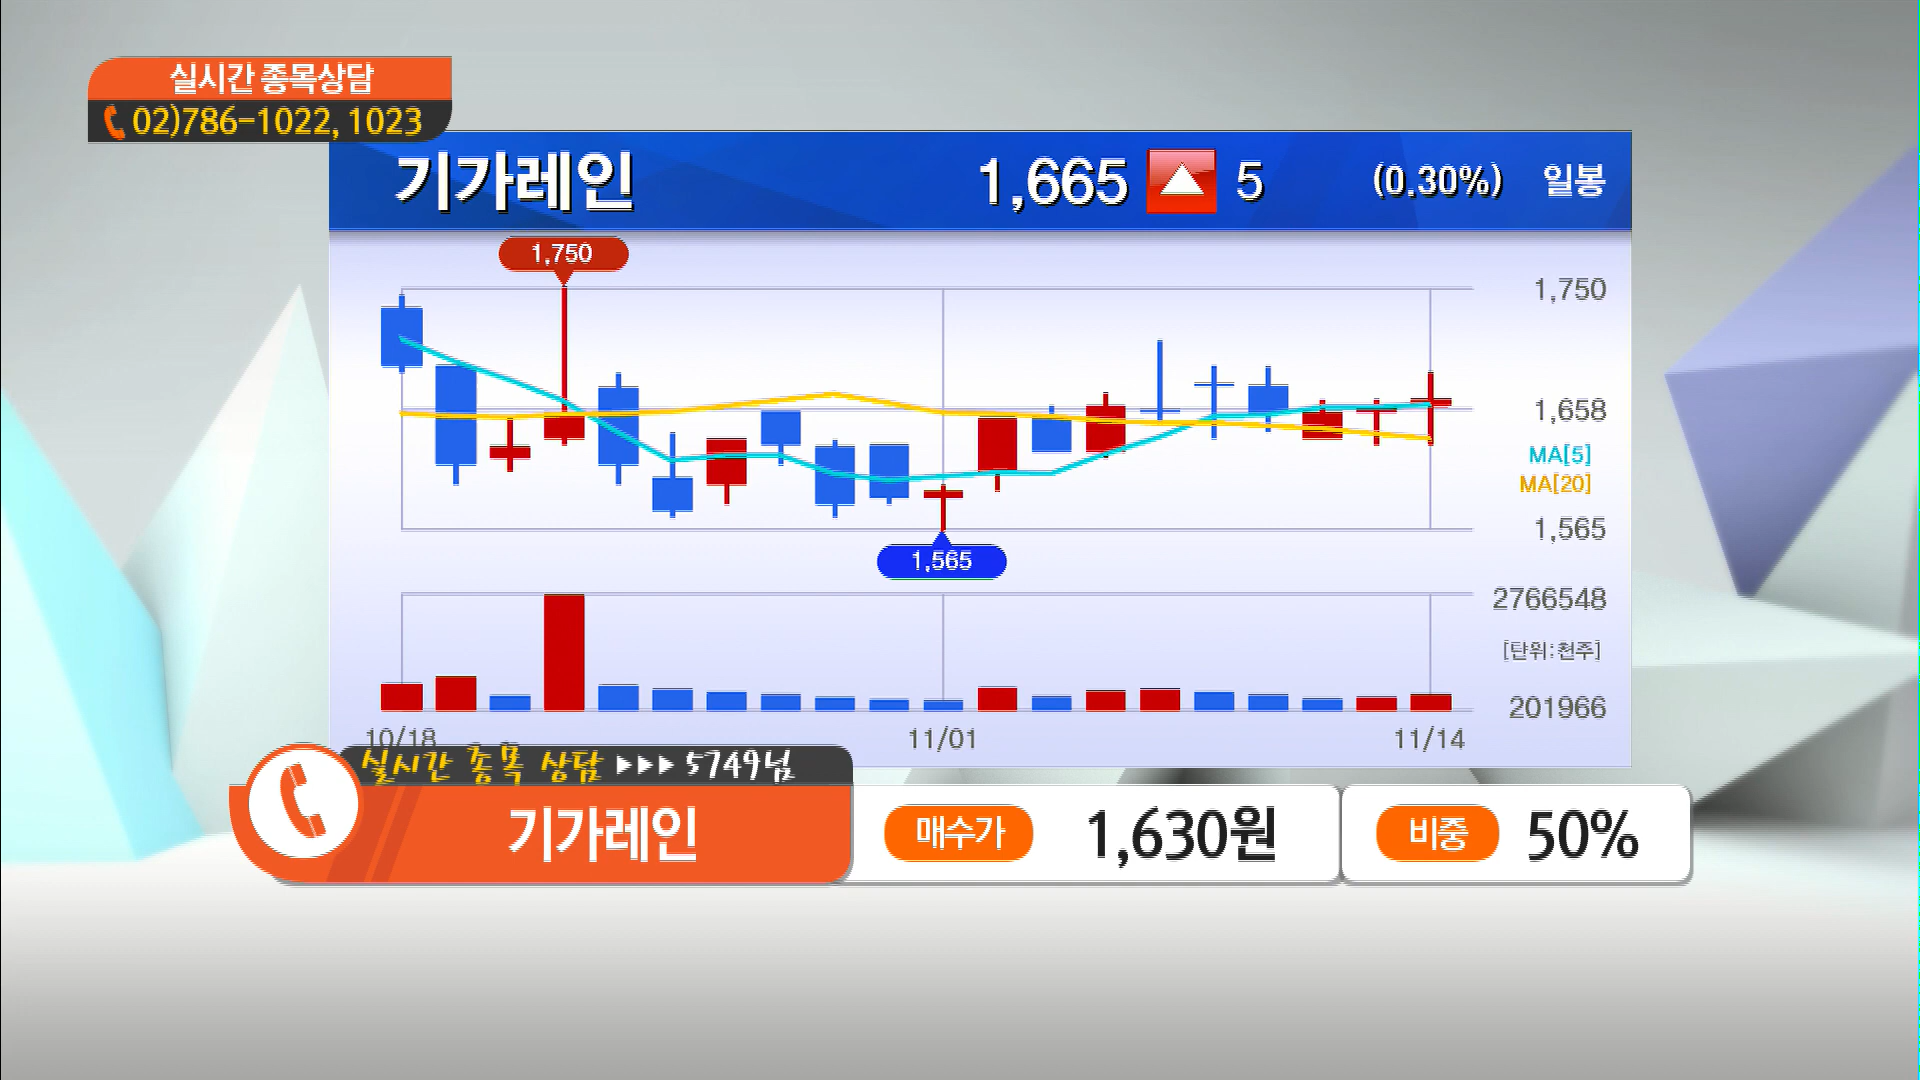 실시간 종목상담
02)786-1022, 1023
기가레인 1,665 ▲ 5 (0.30%) 일봉
1,750
1,750
1,658
MA[5]
MA[20]
1,565
1,565
2766548
[단위:천주]
201966
10/18 11/01 11/14
실시간 종목 상담 ▶▶▶ 5749님
기가레인 매수가 1,630원 비중 50%